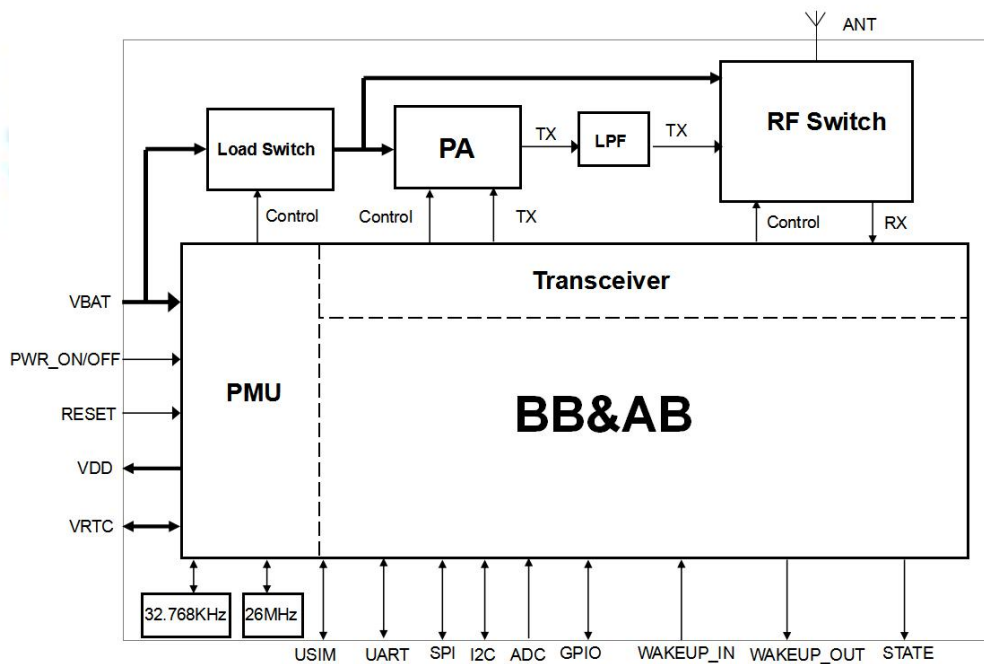 ANT
RF Switch
Load Switch
PA
TX
LPF
TX
Control
Control
TX
Control
RX
Transceiver
VBAT
PWR_ON/OFF
PMU
BB&AB
RESET
VDD
VRTC
32.768KHz
26MHz
USIM
UART
SPI
I2C
ADC
GPIO
WAKEUP_IN
WAKEUP_OUT
STATE